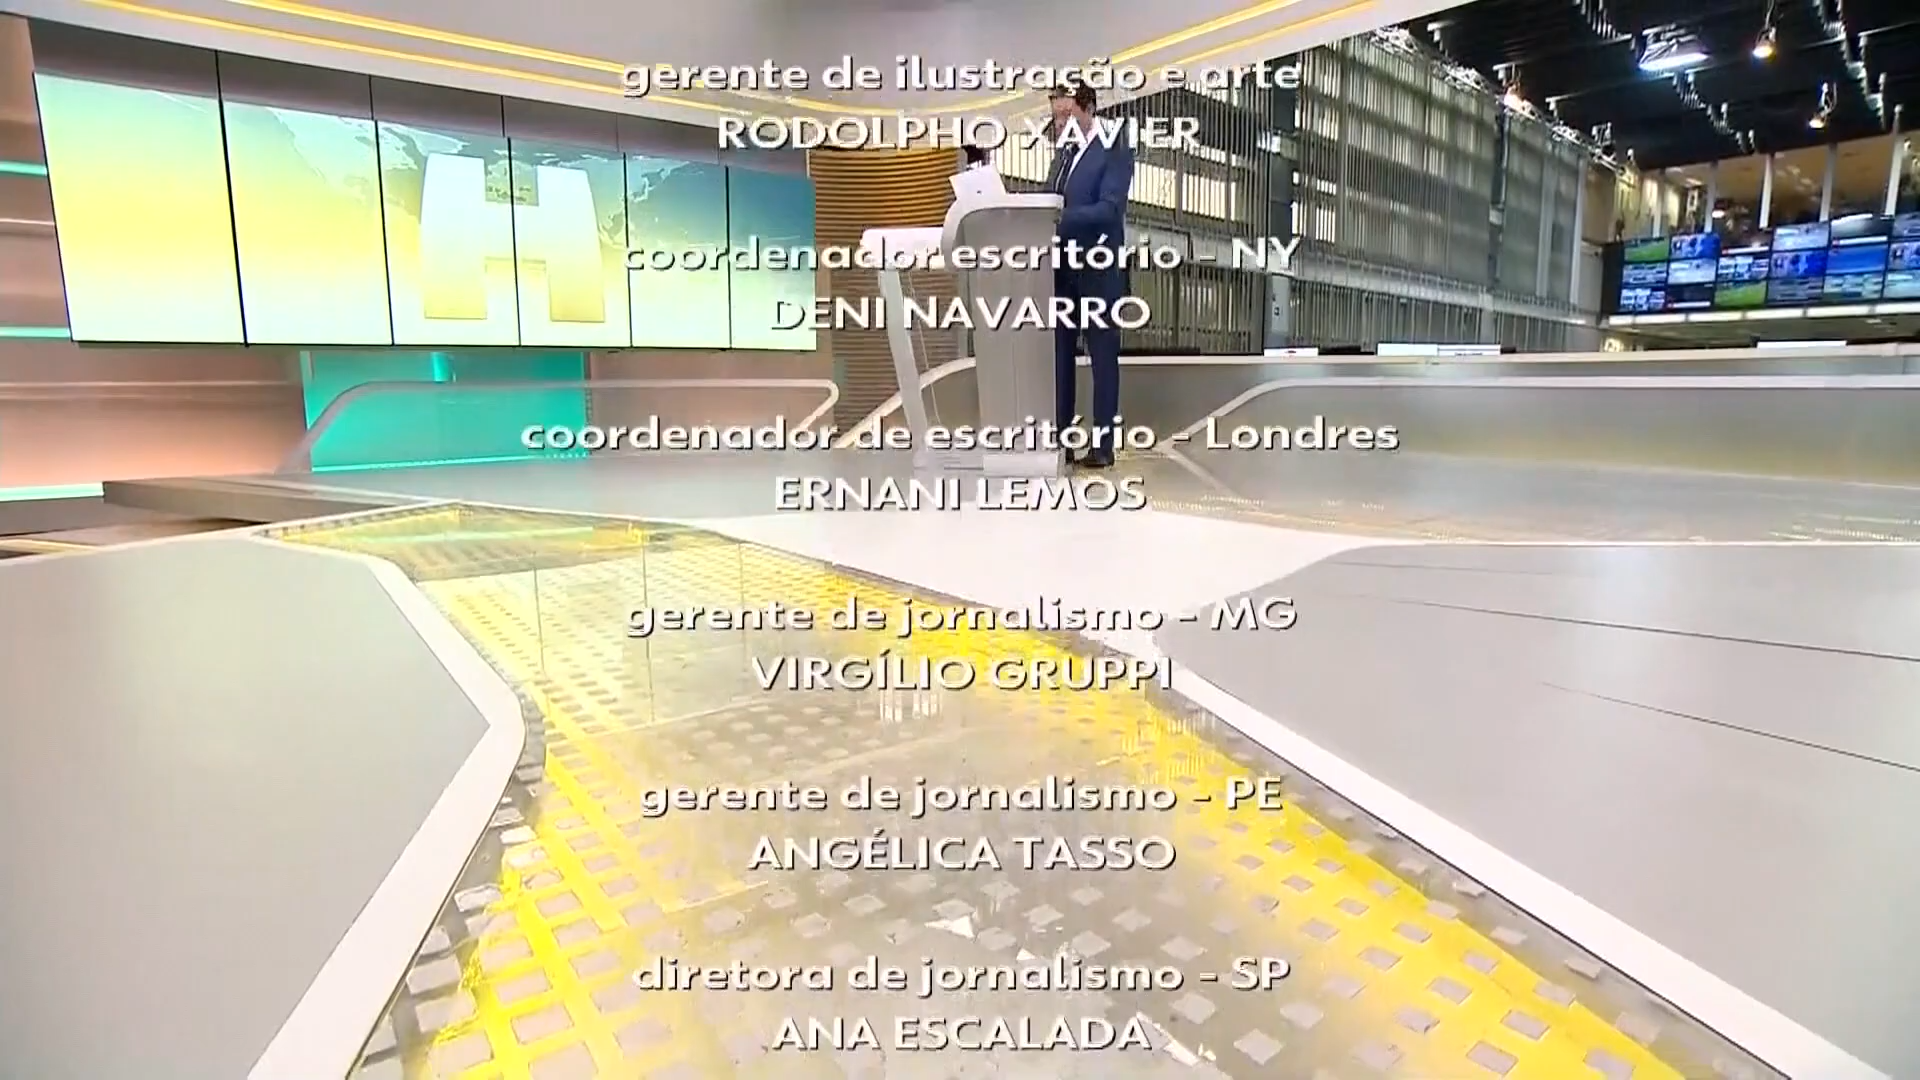 gerente de ilustração e arte
RODOLPHO XAVIER
coordenador escritório - NY
DENI NAVARRO
coordenador de escritório - Londres
ERNANI LEMOS
gerente de jornalismo - MG
VIRGÍLIO GRUPPI
gerente de jornalismo - PE
ANGÉLICA TASSO
diretora de jornalismo - SP
ANA ESCALADA
H